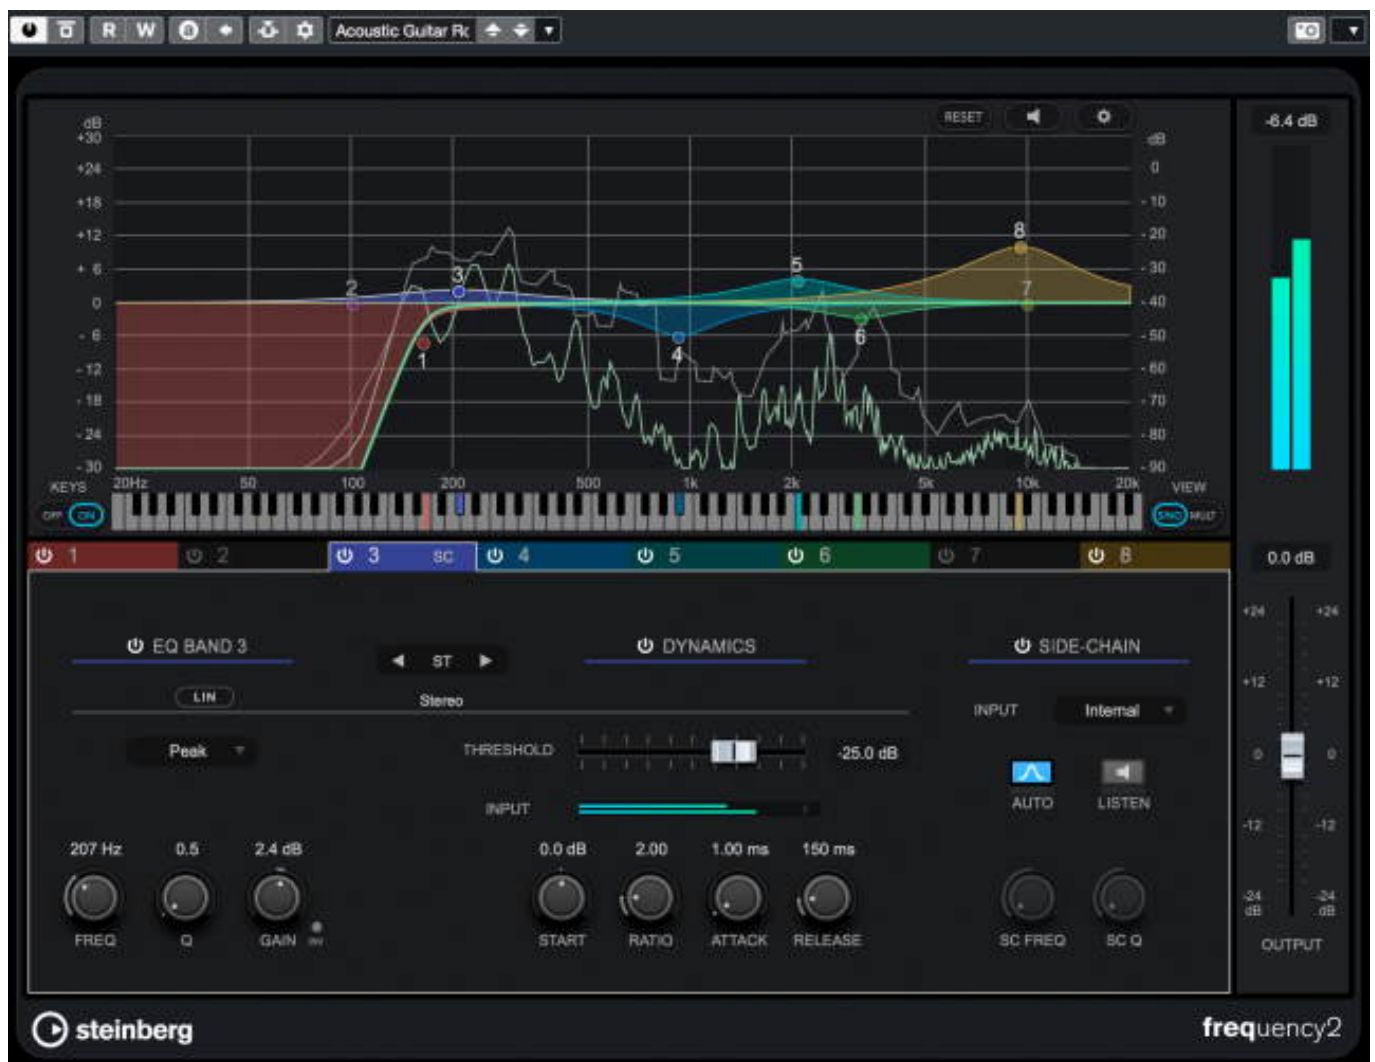 R W
Acoustic Guitar Rc
RESET
-6.4 dB
dB
+30
+24
+18
+12
+ 6
0
- 6
- 12
- 18
- 24
- 30
dB
0
- 10
- 20
- 30
- 40
- 50
- 60
- 70
- 80
- 90
1
2
3
4
5
6
7
8
20Hz 50 100 200 500 1k 2k 5k 10k 20k
KEYS
OFF ON
VIEW
SING MULT
1 2 3 SC 4 5 6 7 8
0.0 dB
EQ BAND 3
ST
DYNAMICS
SIDE-CHAIN
LIN
Stereo
INPUT Internal
Peak
THRESHOLD -25.0 dB
INPUT
AUTO LISTEN
207 Hz 0.5 2.4 dB
0.0 dB 2.00 1.00 ms 150 ms
FREQ Q GAIN INV
START RATIO ATTACK RELEASE
SC FREQ SC Q
+24 +24
+12 +12
0 0
-12 -12
-24 -24
dB dB
OUTPUT
steinberg
frequency2